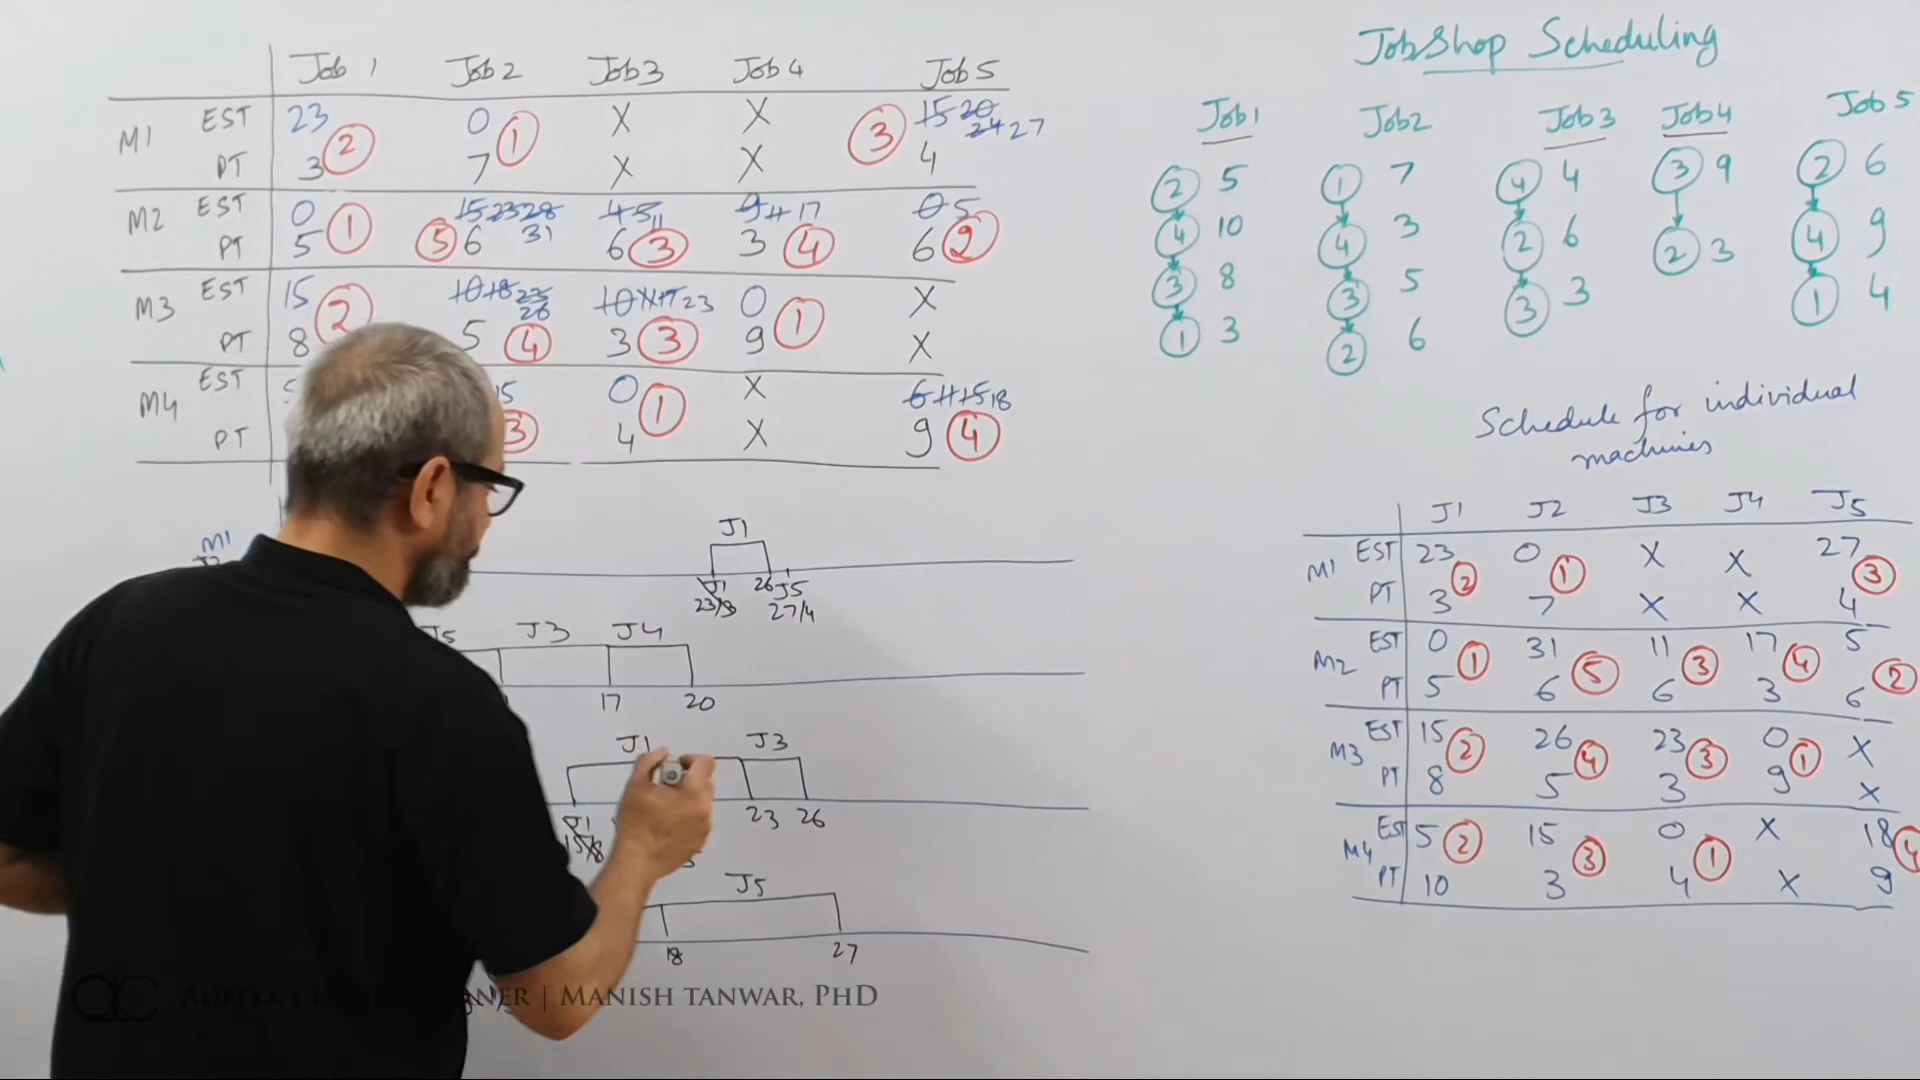 Job 1 Job 2 Job3 Job 4 Job 5
M1 EST 23 0 X X 15 20 24 27
PT 3 2 7 1 X X 3 4
M2 EST 0 15 23 28 31 4 5 11 9 11 17 0 5
PT 5 1 5 6 6 3 3 4 6 2
M3 EST 15 10 18 23 26 10 11 17 23 0 X
PT 8 2 5 4 3 3 9 1 X
M4 EST 15 0 X 6 11 15 18
PT 3 4 1 X 9 4
M1
J1
J1 23/3 26 J5 27/4
J5 J3 J4
17 20
J1 J3
J1 15/8 23 26
J5
18 27
JobShop Scheduling
Job1 Job2 Job 3 Job4 Job 5
2 5 1 7 4 4 3 9 2 6
4 10 4 3 2 6 2 3 4 9
3 8 3 5 3 3 1 4
1 3 2 6
Schedule for individual
machines
J1 J2 J3 J4 J5
M1 EST 23 0 X X 27
PT 3 2 7 1 X X 4 3
M2 EST 0 31 11 17 5
PT 5 1 6 5 6 3 3 4 6 2
M3 EST 15 26 23 0 X
PT 8 2 5 4 3 3 9 1 X
M4 EST 5 15 0 X 18
PT 10 2 3 3 4 1 X 9 4
MANISH TANWAR, PHD